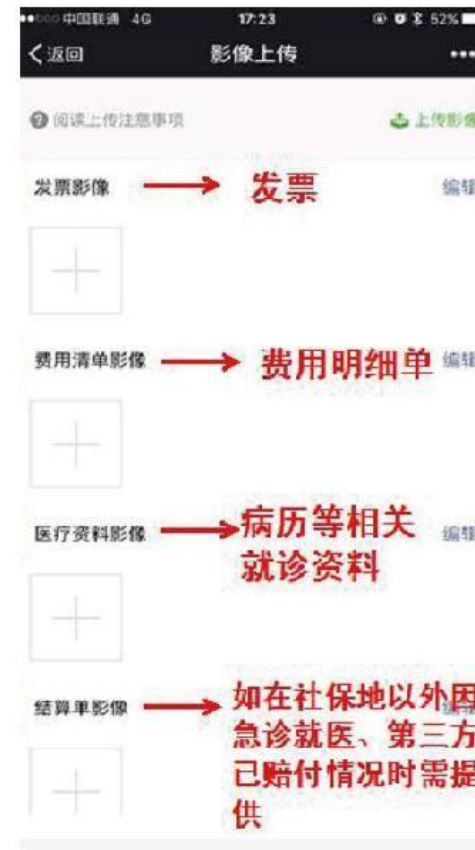 中国联通 4G 17:23 52%
返回 影像上传
阅读上传注意事项 上传影像
发票影像 发票 编辑
费用清单影像 费用明细单 编辑
医疗资料影像 病历等相关 编辑
就诊资料
结算单影像 如在社保地以外因
急诊就医、第三方
已赔付情况时需提
供